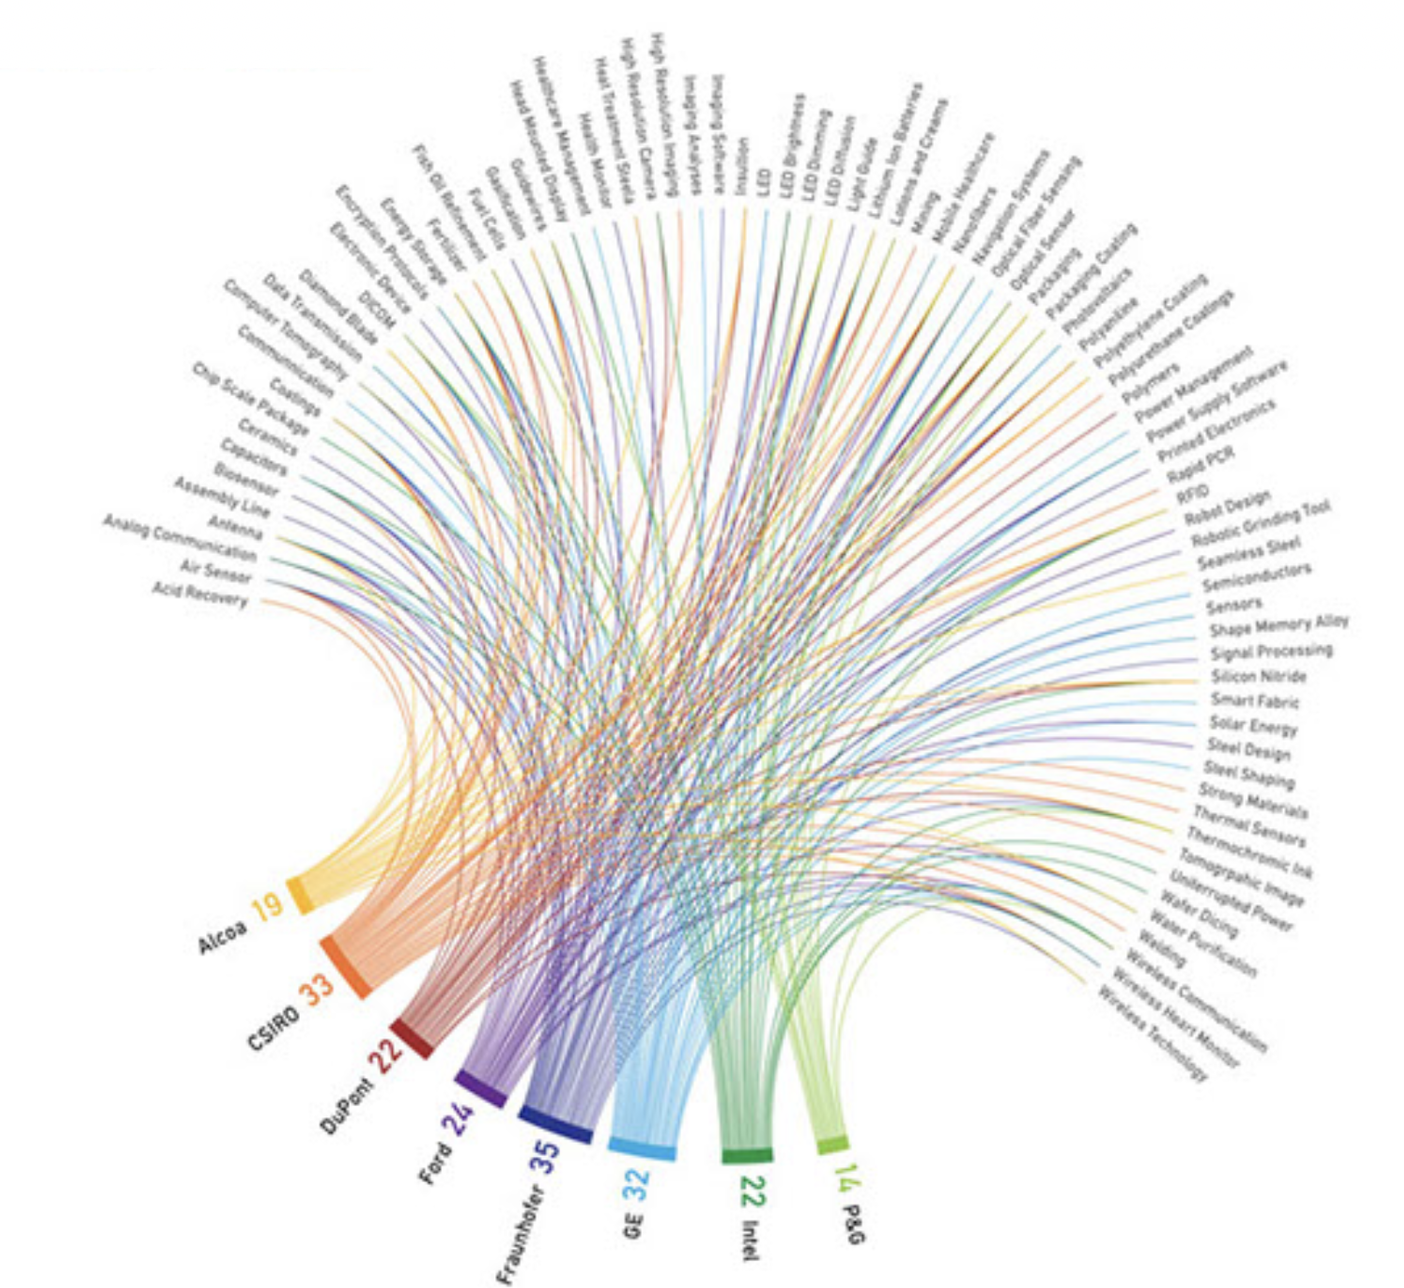 Acid Recovery
Air Sensor
Analog Communication
Antenna
Assembly Line
Biosensor
Capacitors
Ceramics
Chip Scale Package
Coatings
Communication
Computer Tomography
Data Transmission
Diamond Blade
DICOM
Electronic Device
Encryption Protocols
Energy Storage
Fertilizer
Fish Oil Refinement
Fuel Cells
Gasification
Guidewires
Head Mounted Display
Healthcare Management
Health Monitor
Heat Treatment Steels
High Resolution Camera
High Resolution Imaging
Imaging Analyses
Imaging Software
Insultion
LED
LED Brightness
LED Dimming
LED Diffusion
Light Guide
Lithium Ion Batteries
Lotions and Creams
Mining
Mobile Healthcare
Nanofibers
Navigation Systems
Optical Fiber Sensing
Optical Sensor
Packaging
Packaging Coating
Photovoltaics
Polyaniline
Polyethylene Coating
Polyurethane Coatings
Polymers
Power Management
Power Supply Software
Printed Electronics
Rapid PCR
RFID
Robot Design
Robotic Grinding Tool
Seamless Steel
Semiconductors
Sensors
Shape Memory Alloy
Signal Processing
Silicon Nitride
Smart Fabric
Solar Energy
Steel Design
Steel Shaping
Strong Materials
Thermal Sensors
Thermochromic Ink
Tomogrpahic Image
Uniferrupted Power
Wafer Dicing
Water Purification
Welding
Wireless Communication
Wireless Heart Monitor
Wireless Technology
Alcoa 19
CSIRO 33
DuPont 22
Ford 24
Fraunhofer 35
GE 32
22 Intel
14 P&G